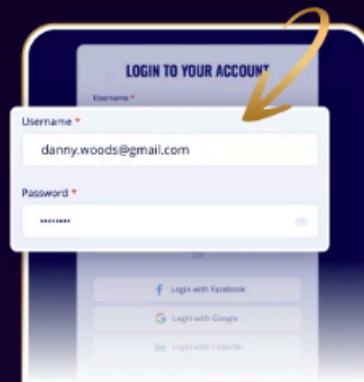 LOGIN TO YOUR ACCOUNT
Username *
Username *
danny.woods@gmail.com
Password *
••••••••
OR
Login with Facebook
Login with Google
in Login with LinkedIn